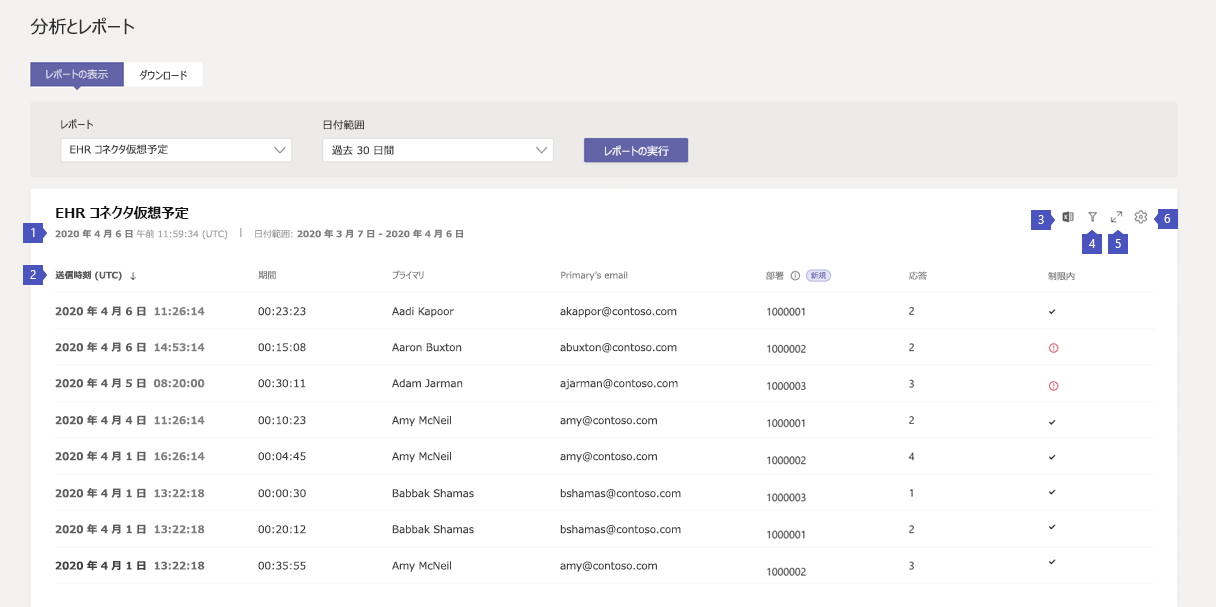 分析とレポート
レポートの表示 ダウンロード
レポート 日付範囲
EHR コネクタ仮想予定 過去 30 日間 レポートの実行
EHR コネクタ仮想予定 3 6
1 2020 年 4 月 6 日 午前 11:59:34 (UTC) | 日付範囲: 2020 年 3 月 7 日 - 2020 年 4 月 6 日
4 5
2 送信時刻 (UTC) ↓ 期間 プライマリ Primary's email 部署 新規 応答 制限内
2020 年 4 月 6 日 11:26:14 00:23:23 Aadi Kapoor akappor@contoso.com 1000001 2
2020 年 4 月 6 日 14:53:14 00:15:08 Aaron Buxton abuxton@contoso.com 1000002 2
2020 年 4 月 5 日 08:20:00 00:30:11 Adam Jarman ajarman@contoso.com 1000003 3
2020 年 4 月 4 日 11:26:14 00:10:23 Amy McNeil amy@contoso.com 1000001 2
2020 年 4 月 1 日 16:26:14 00:04:45 Amy McNeil amy@contoso.com 1000002 4
2020 年 4 月 1 日 13:22:18 00:00:30 Babbak Shamas bshamas@contoso.com 1000003 1
2020 年 4 月 1 日 13:22:18 00:20:12 Babbak Shamas bshamas@contoso.com 1000001 2
2020 年 4 月 1 日 13:22:18 00:35:55 Amy McNeil amy@contoso.com 1000002 3